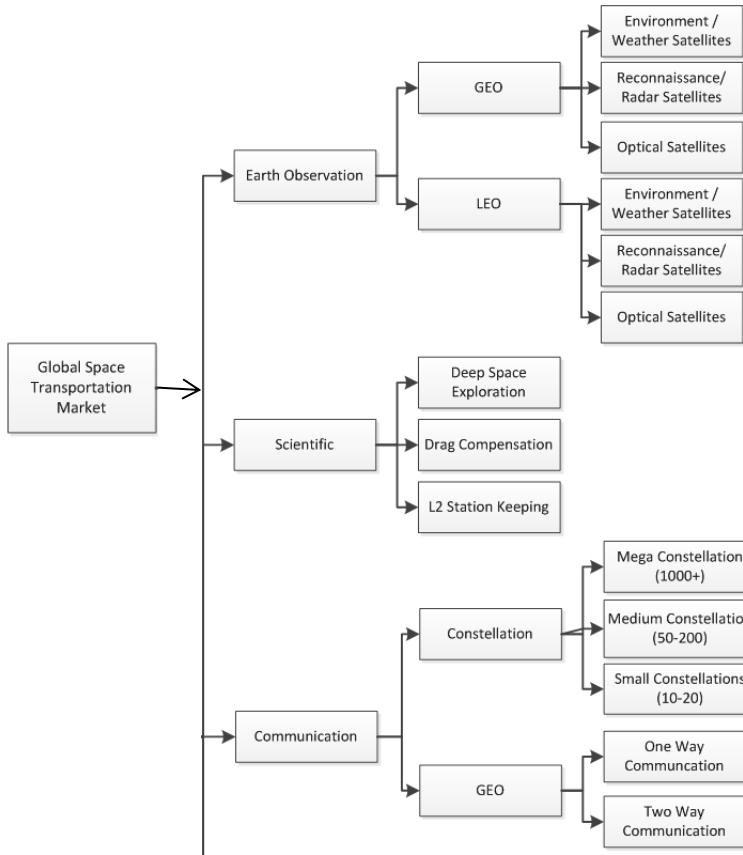 Environment /
Weather Satellites
GEO
Reconnaissance/
Radar Satellites
Optical Satellites
Earth Observation
LEO
Environment /
Weather Satellites
Reconnaissance/
Radar Satellites
Optical Satellites
Global Space
Transportation
Market
Scientific
Deep Space
Exploration
Drag Compensation
L2 Station Keeping
Communication
Constellation
Mega Constellation
(1000+)
Medium Constellatio
(50-200)
Small Constellations
(10-20)
GEO
One Way
Communcation
Two Way
Communication